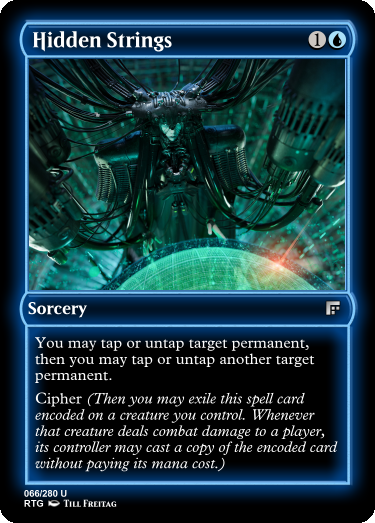 Hidden Strings 1
Sorcery
You may tap or untap target permanent,
then you may tap or untap another target
permanent.
Cipher (Then you may exile this spell card
encoded on a creature you control. Whenever
that creature deals combat damage to a player,
its controller may cast a copy of the encoded card
without paying its mana cost.)
066/280 U
RTG Till Freitag